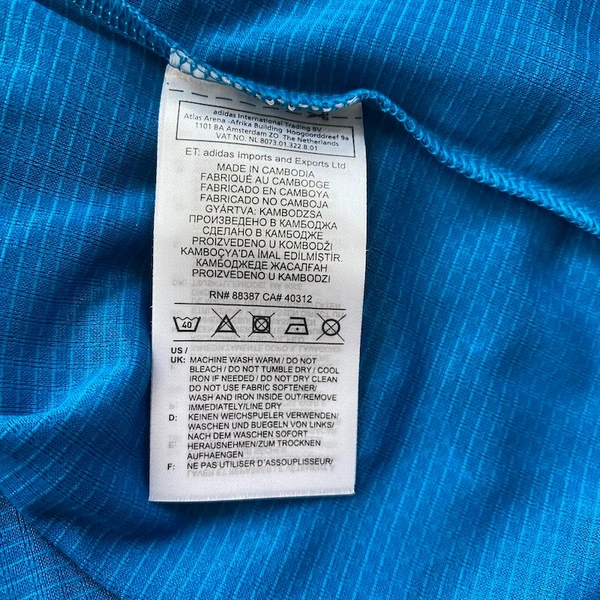 adidas International Trading BV
Atlas Arena -Afrika Building Hoogoorddreef 9a
1101 BA Amsterdam ZO The Netherlands
VAT NO. NL 8073.01.322.B.01
ET: adidas Imports and Exports Ltd
MADE IN CAMBODIA
FABRIQUÉ AU CAMBODGE
FABRICADO EN CAMBOYA
FABRICADO NO CAMBOJA
GYÁRTVA: KAMBODZSA
ПРОИЗВЕДЕНО В КАМБОДЖА
СДЕЛАНО В КАМБОДЖЕ
PROIZVEDENO U KAMBODŽI
KAMBOÇYA'DA İMAL EDİLMİŞTİR.
КАМБОДЖЕДЕ ЖАСАЛҒАН
PROIZVEDENO U KAMBODZI
RN# 88387 CA# 40312
40
US /
UK: MACHINE WASH WARM / DO NOT
BLEACH / DO NOT TUMBLE DRY / COOL
IRON IF NEEDED / DO NOT DRY CLEAN
DO NOT USE FABRIC SOFTENER/
WASH AND IRON INSIDE OUT/REMOVE
IMMEDIATELY/LINE DRY
D: KEINEN WEICHSPUELER VERWENDEN/
WASCHEN UND BUEGELN VON LINKS/
NACH DEM WASCHEN SOFORT
HERAUSNEHMEN/ZUM TROCKNEN
AUFHAENGEN
F: NE PAS UTILISER D'ASSOUPLISSEUR/